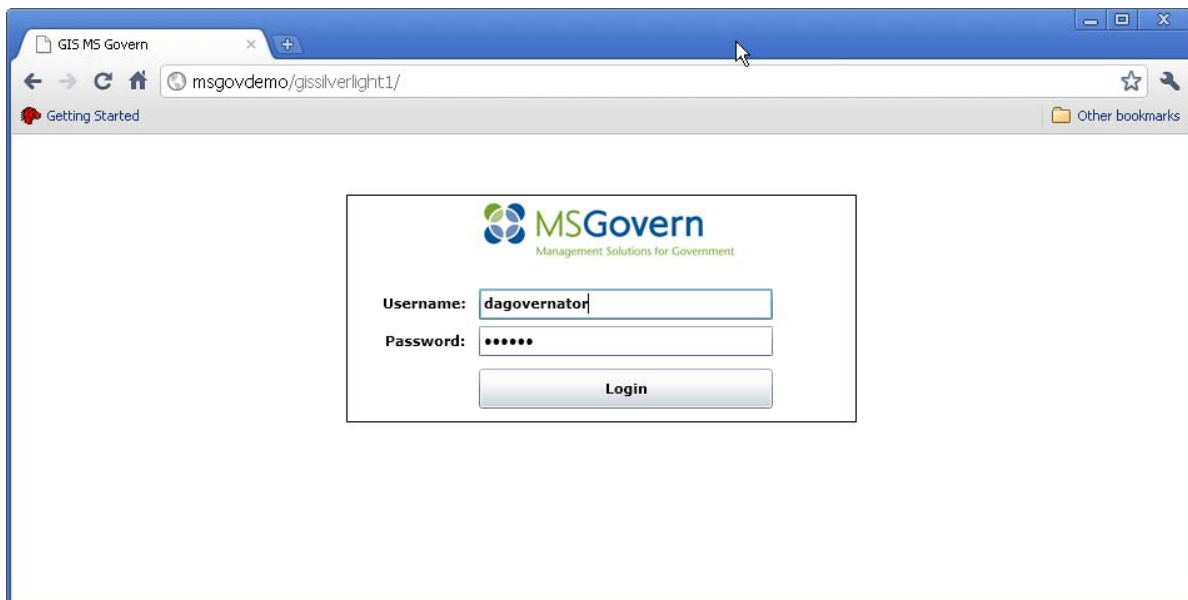 GIS MS Govern
msgovdemo/gissilverlight1/
Getting Started
Other bookmarks
MSGovern
Management Solutions for Government
Username: dagovernator
Password: ••••••
Login